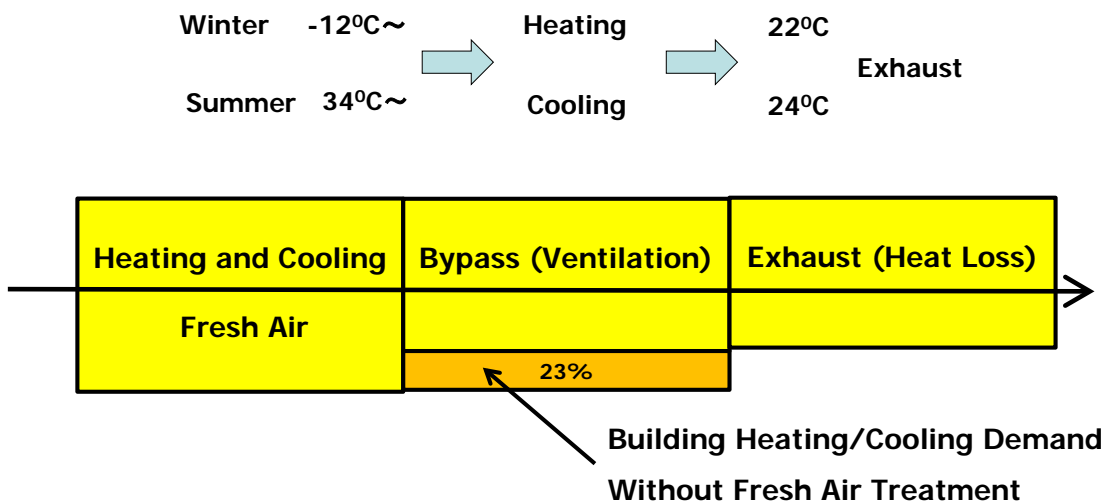 Winter -12⁰C～ Heating 22⁰C
Exhaust
Summer 34⁰C～ Cooling 24⁰C
Heating and Cooling Bypass (Ventilation) Exhaust (Heat Loss)
Fresh Air
23%
Building Heating/Cooling Demand
Without Fresh Air Treatment